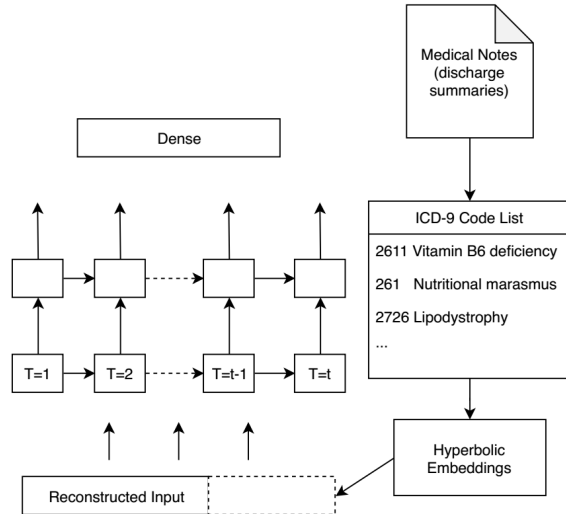 Medical Notes
(discharge
summaries)
Dense
ICD-9 Code List
2611 Vitamin B6 deficiency
261 Nutritional marasmus
2726 Lipodystrophy
...
T=1
T=2
T=t-1
T=t
Hyperbolic
Embeddings
Reconstructed Input